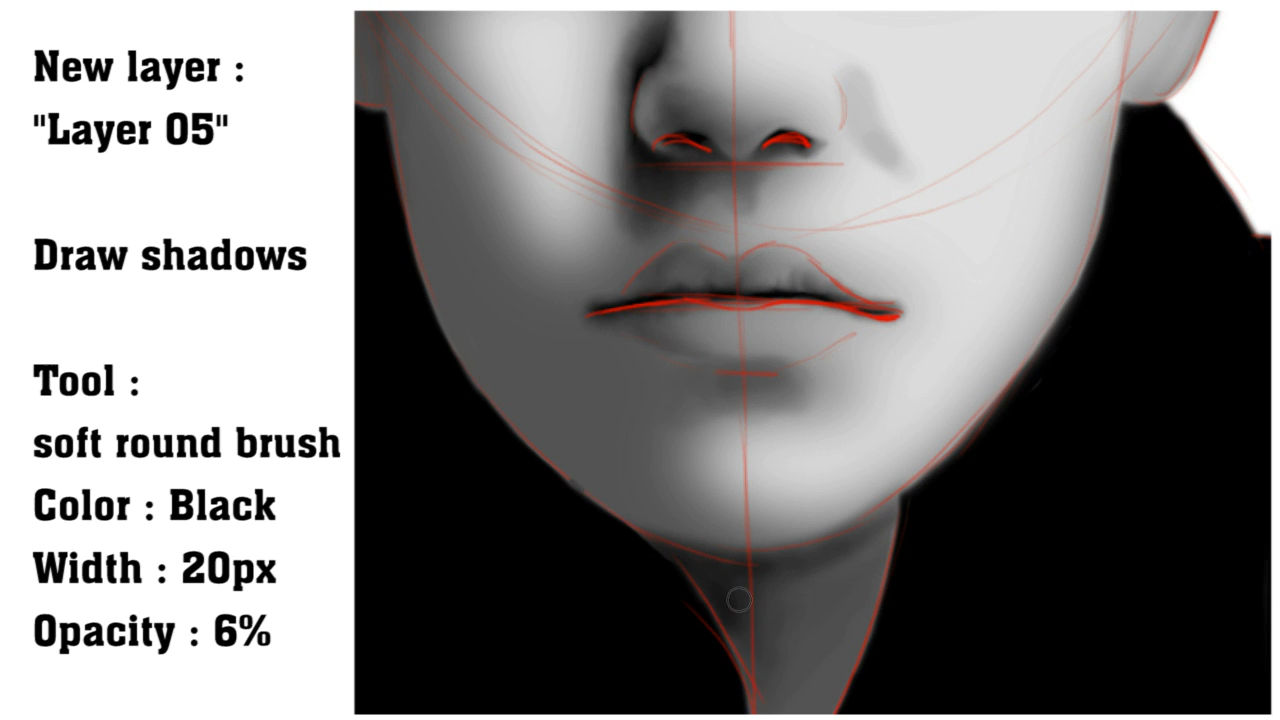 New layer :
"Layer 05"
Draw shadows
Tool :
soft round brush
Color : Black
Width : 20px
Opacity : 6%